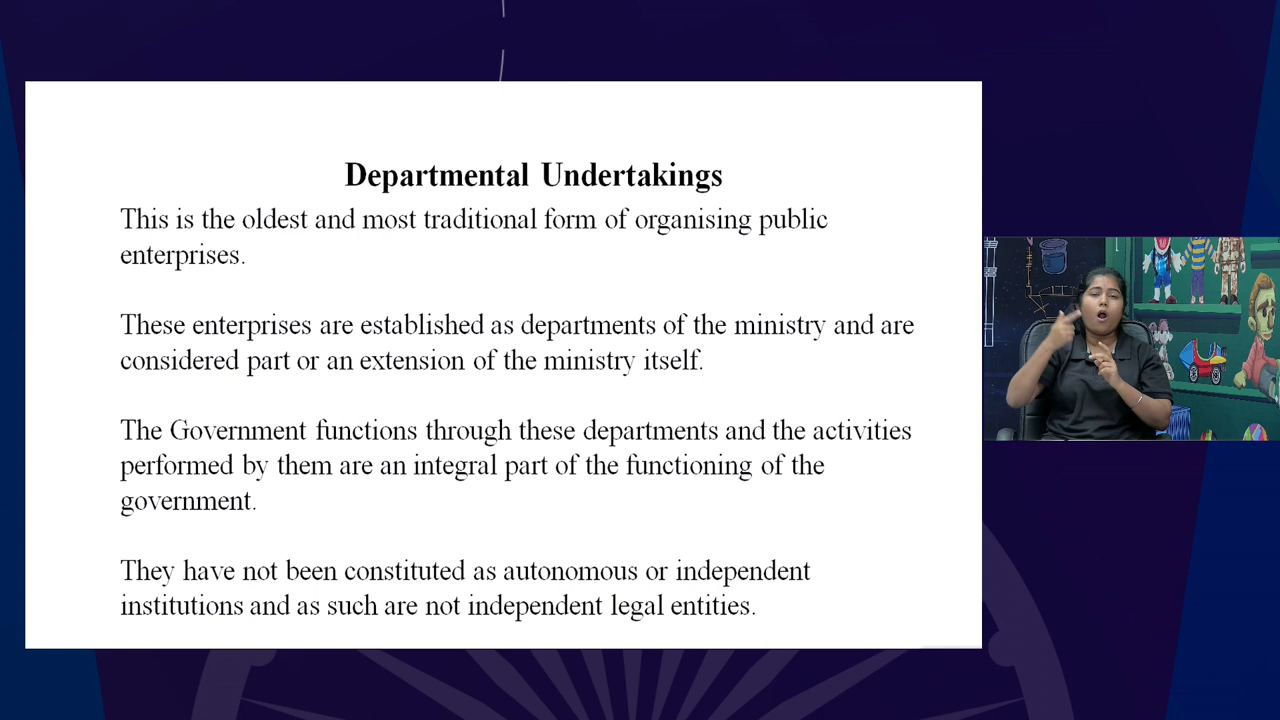 Departmental Undertakings
This is the oldest and most traditional form of organising public
enterprises.
These enterprises are established as departments of the ministry and are
considered part or an extension of the ministry itself.
The Government functions through these departments and the activities
performed by them are an integral part of the functioning of the
government.
They have not been constituted as autonomous or independent
institutions and as such are not independent legal entities.